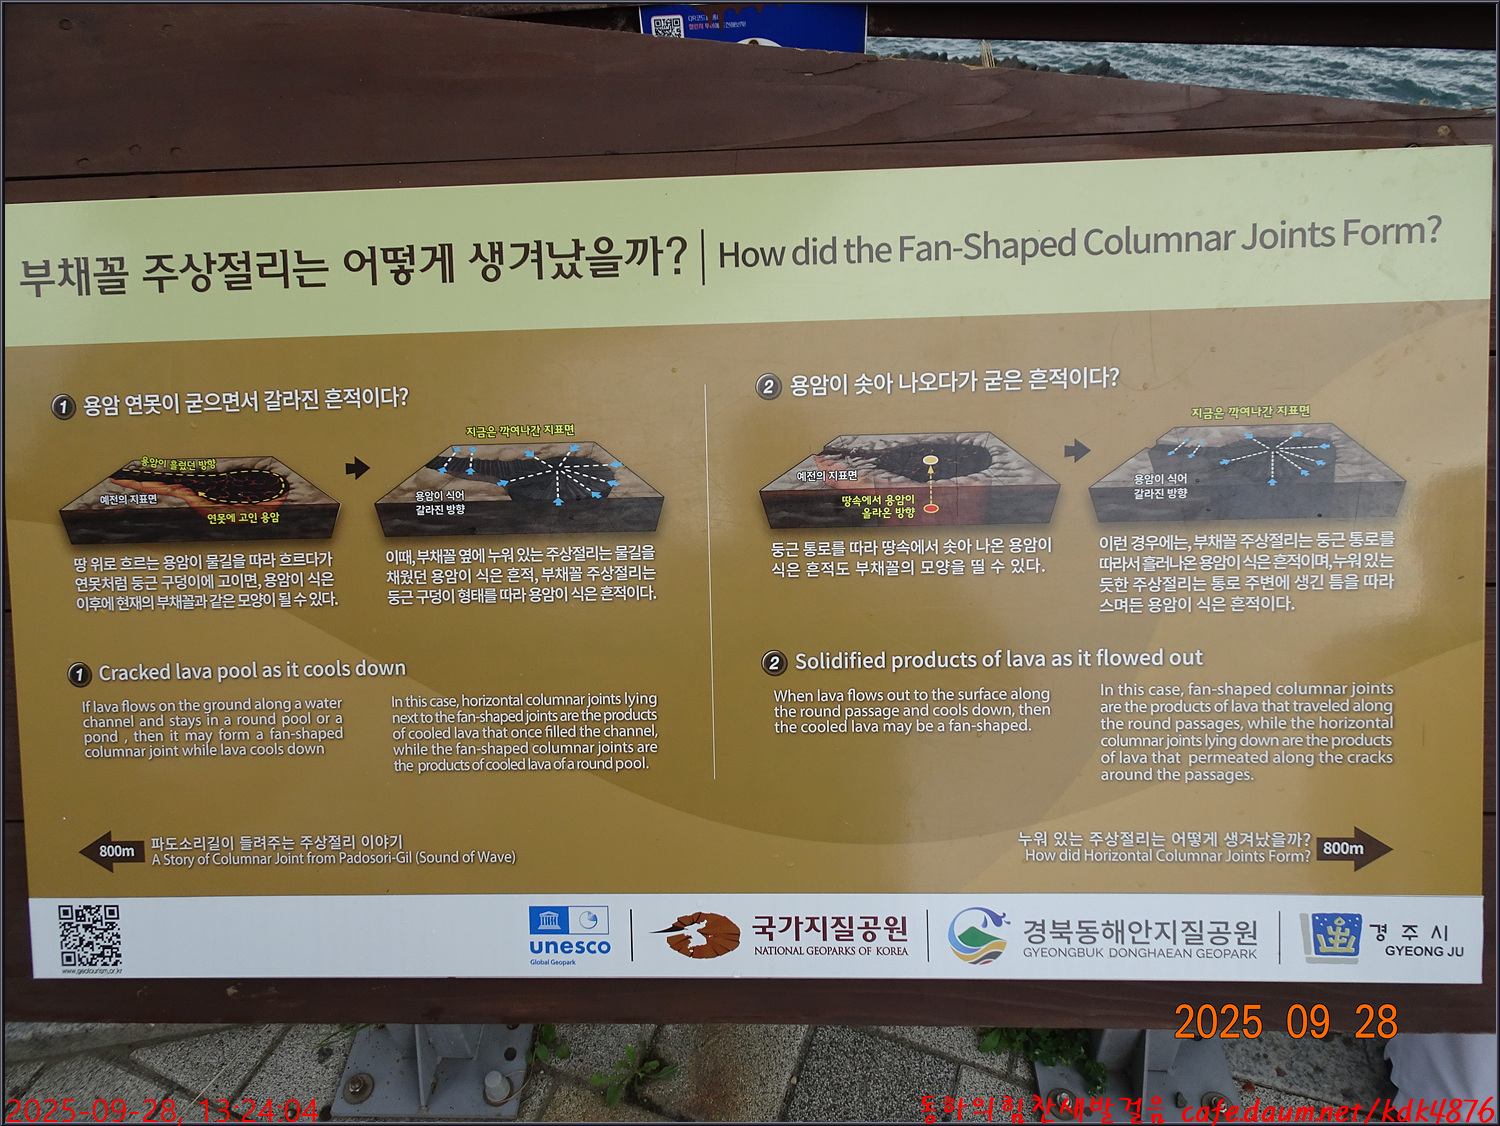 부채꼴 주상절리는 어떻게 생겨났을까? How did the Fan-Shaped Columnar Joints Form?
1 용암 연못이 굳으면서 갈라진 흔적이다?
용암이 흘렀던 방향
예전의 지표면
연못에 고인 용암
지금은 깍여나간 지표면
용암이 식어
갈라진 방향
땅 위로 흐르는 용암이 물길을 따라 흐르다가
연못처럼 둥근 구덩이에 고이면, 용암이 식은
이후에 현재의 부채꼴과 같은 모양이 될 수 있다.
이때, 부채꼴 옆에 누워 있는 주상절리는 물길을
채웠던 용암이 식은 흔적, 부채꼴 주상절리는
둥근 구덩이 형태를 따라 용암이 식은 흔적이다.
1 Cracked lava pool as it cools down
If lava flows on the ground along a water
channel and stays in a round pool or a
pond , then it may form a fan-shaped
columnar joint while lava cools down
In this case, horizontal columnar joints lying
next to the fan-shaped joints are the products
of cooled lava that once filled the channel,
while the fan-shaped columnar joints are
the products of cooled lava of a round pool.
2 용암이 솟아 나오다가 굳은 흔적이다?
예전의 지표면
땅속에서 용암이
올라온 방향
지금은 깍여나간 지표면
용암이 식어
갈라진 방향
둥근 통로를 따라 땅속에서 솟아 나온 용암이
식은 흔적도 부채꼴의 모양을 띨 수 있다.
이런 경우에는, 부채꼴 주상절리는 둥근 통로를
따라서 흘러나온 용암이 식은 흔적이며, 누워 있는
듯한 주상절리는 통로 주변에 생긴 틈을 따라
스며든 용암이 식은 흔적이다.
2 Solidified products of lava as it flowed out
When lava flows out to the surface along
the round passage and cools down, then
the cooled lava may be a fan-shaped.
In this case, fan-shaped columnar joints
are the products of lava that traveled along
the round passages, while the horizontal
columnar joints lying down are the products
of lava that permeated along the cracks
around the passages.
800m 파도소리길이 들려주는 주상절리 이야기
A Story of Columnar Joint from Padosori-Gil (Sound of Wave)
누워 있는 주상절리는 어떻게 생겨났을까? 800m
How did Horizontal Columnar Joints Form?
www.geotourism.or.kr
unesco
Global Geopark
국가지질공원
NATIONAL GEOPARKS OF KOREA
경북동해안지질공원
GYEONGBUK DONGHAEAN GEOPARK
경 주 시
GYEONG JU
2025 09 28
2025-09-28, 13:24:04
동하의힘찬새발걸음 cafe.daum.net/kdk4876